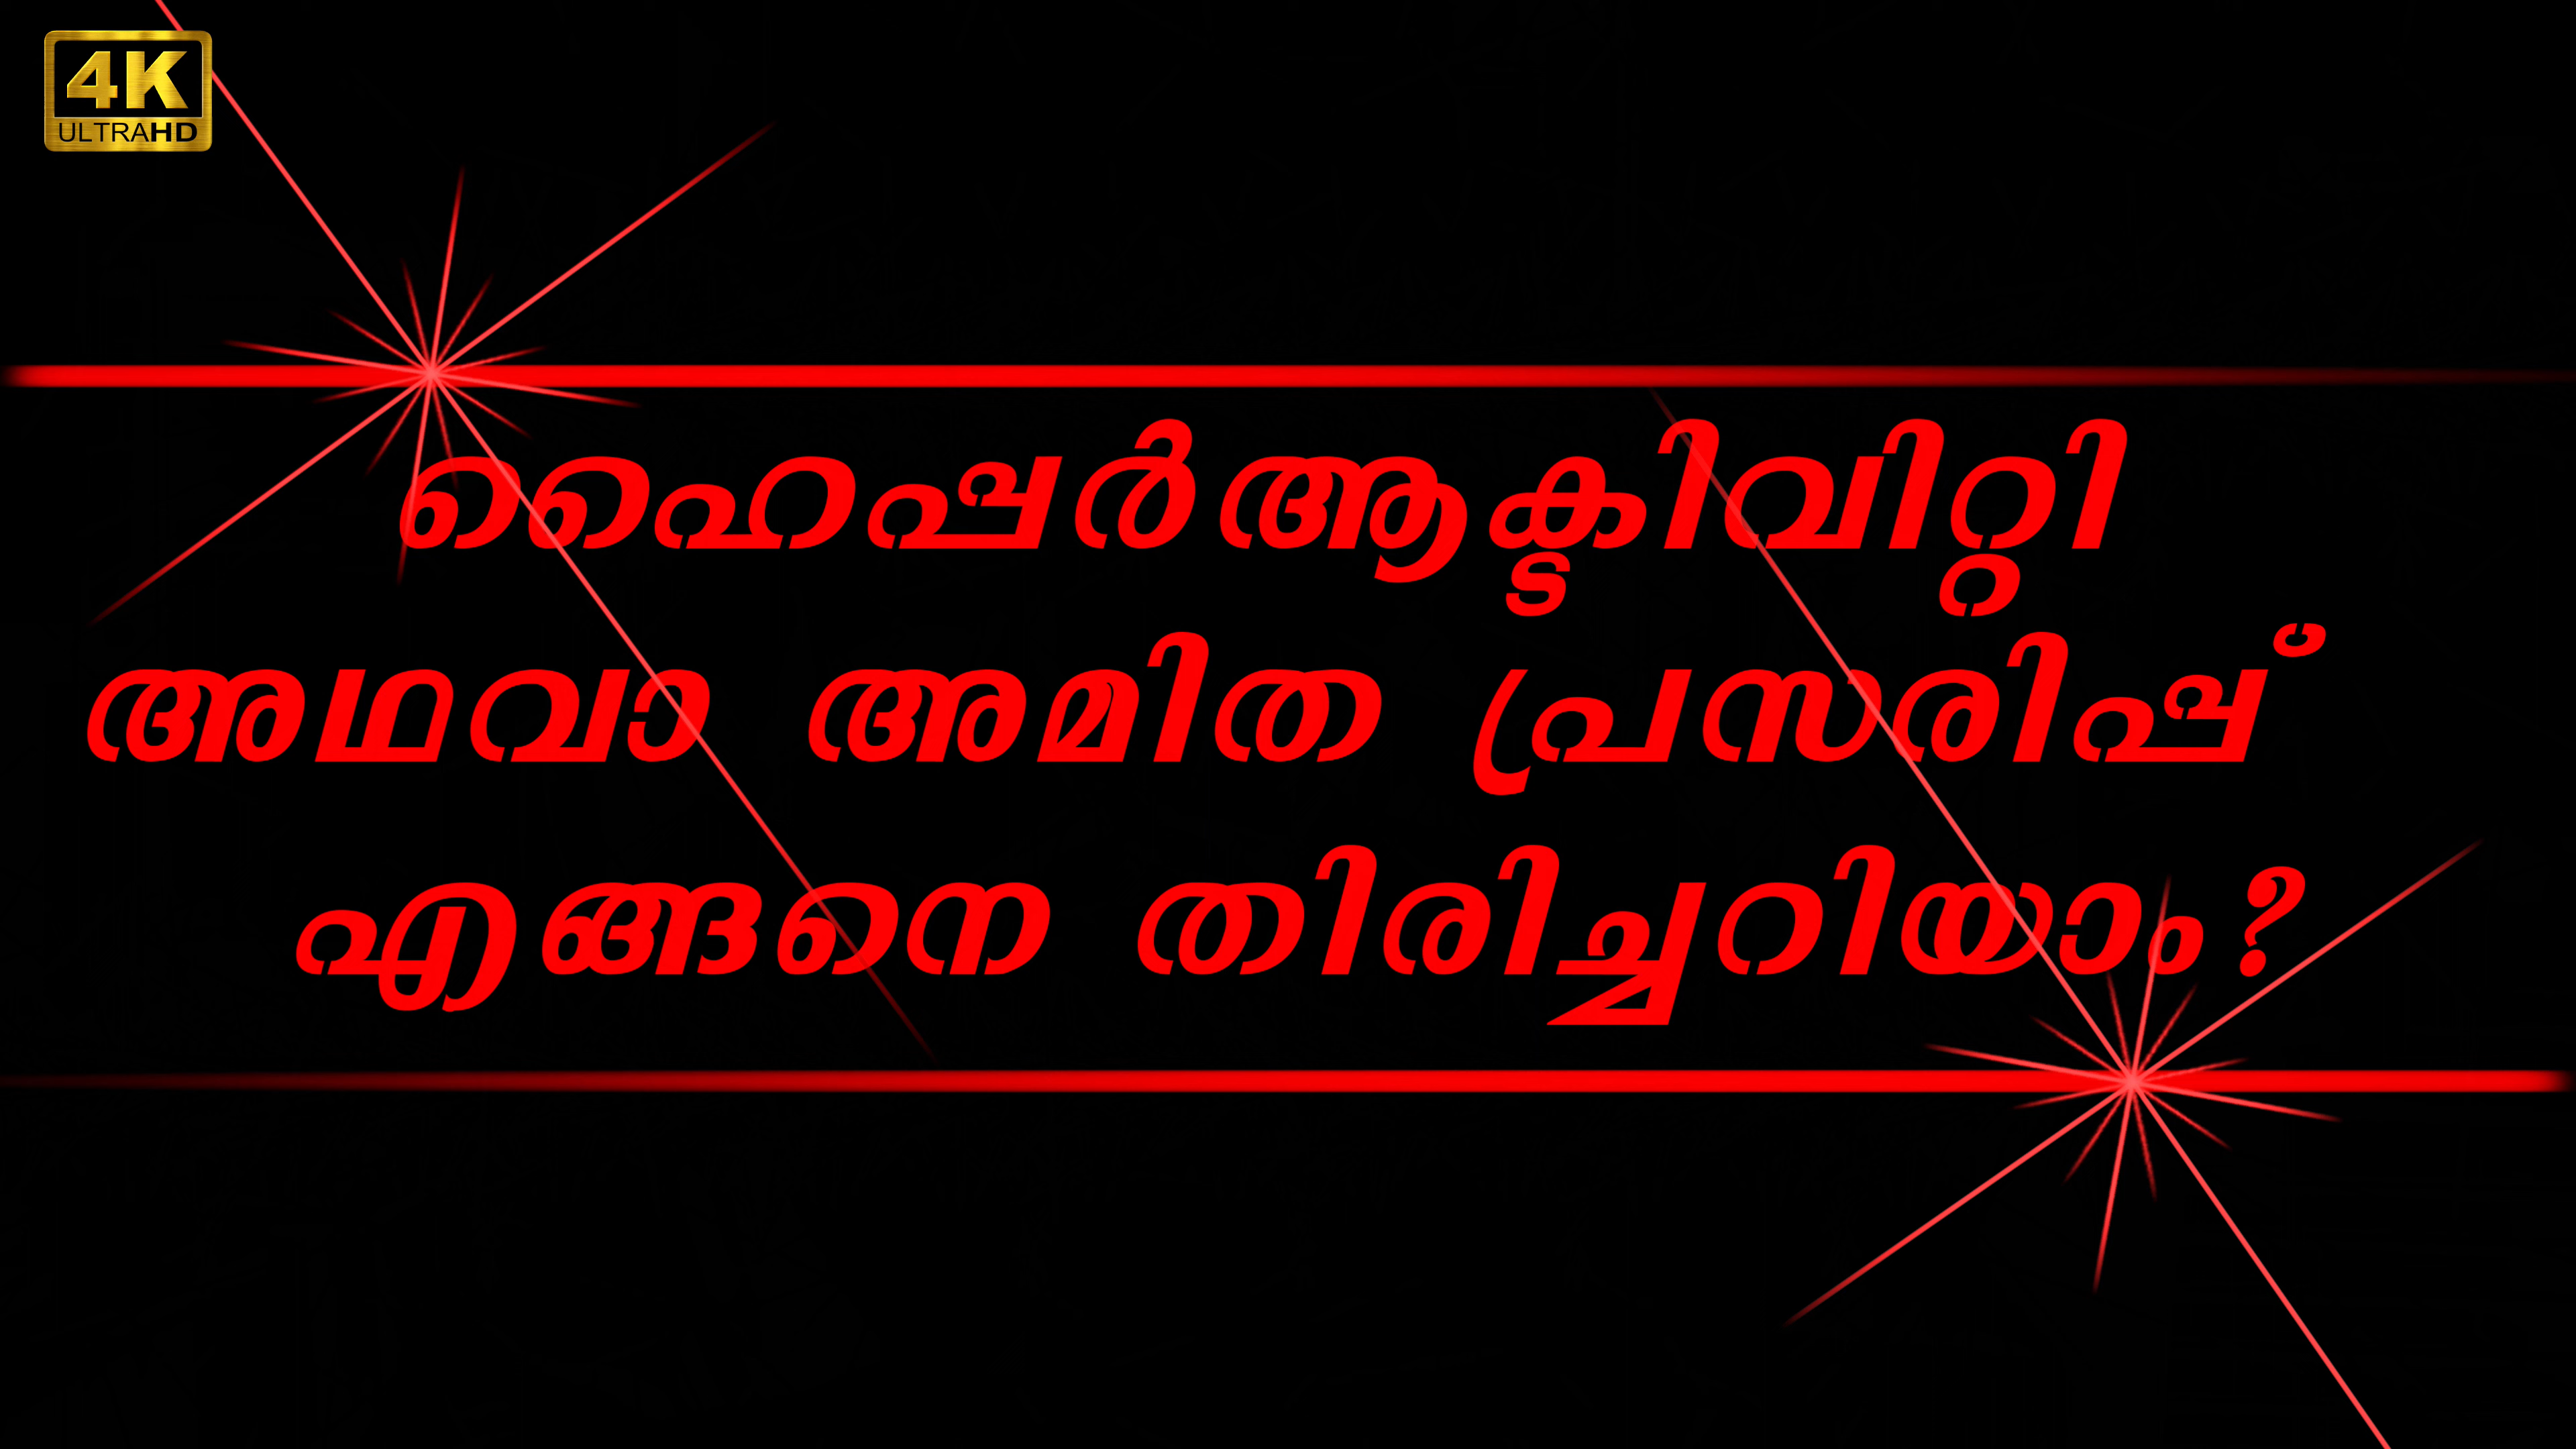 4K
ULTRAHD
ഹൈപ്പർആക്ടിവിറ്റി
അഥവാ അമിത പ്രസരിപ്പ്
എങ്ങനെ തിരിച്ചറിയാം?